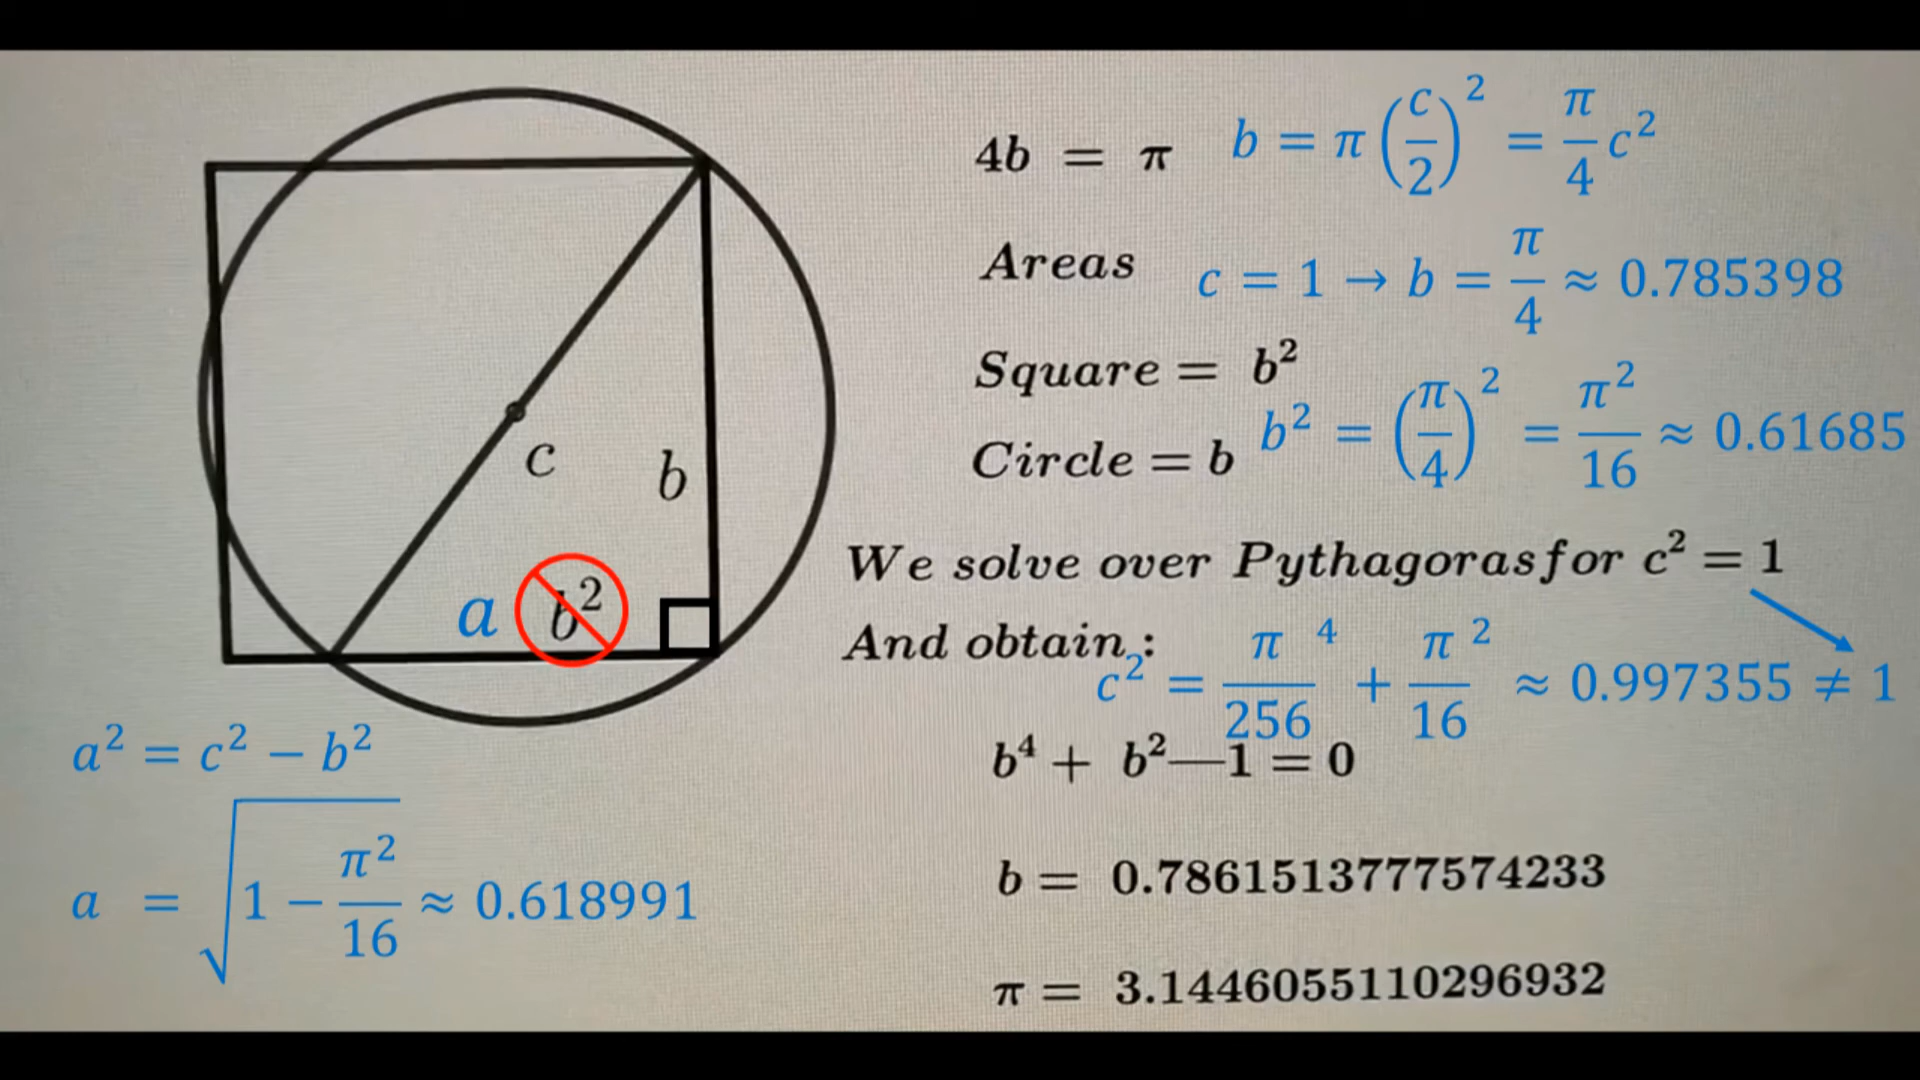 4b = π b = π(c/2)² = π/4 c²
Areas c = 1 → b = π/4 ≈ 0.785398
Square = b²
Circle = b b² = (π/4)² = π²/16 ≈ 0.61685
c
b
We solve over Pythagorasfor c² = 1
a b²
And obtain : c² = π⁴/256 + π²/16 ≈ 0.997355 ≠ 1
a² = c² − b²
b⁴ + b²—1 = 0
a = √(1 − π²/16) ≈ 0.618991
b = 0.7861513777574233
π = 3.1446055110296932